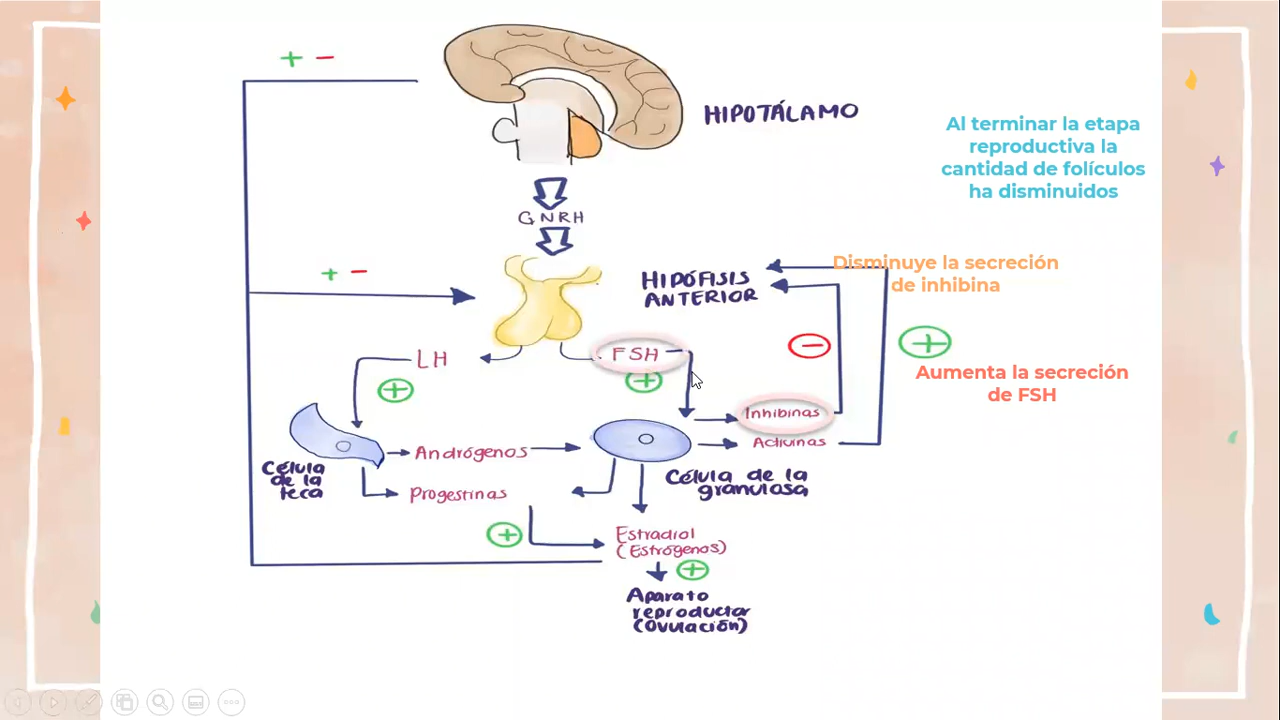 + −
HIPOTÁLAMO
Al terminar la etapa
reproductiva la
cantidad de folículos
ha disminuidos
GNRH
+ −
HIPÓFISIS
ANTERIOR
Disminuye la secreción
de inhibina
LH
FSH
+
+
−
+
Aumenta la secreción
de FSH
Inhibinas
Activinas
Andrógenos
Célula
de la
teca
Progestinas
Célula de la
granulosa
+
Estradiol
(Estrógenos)
+
Aparato
reproductor
(Ovulación)